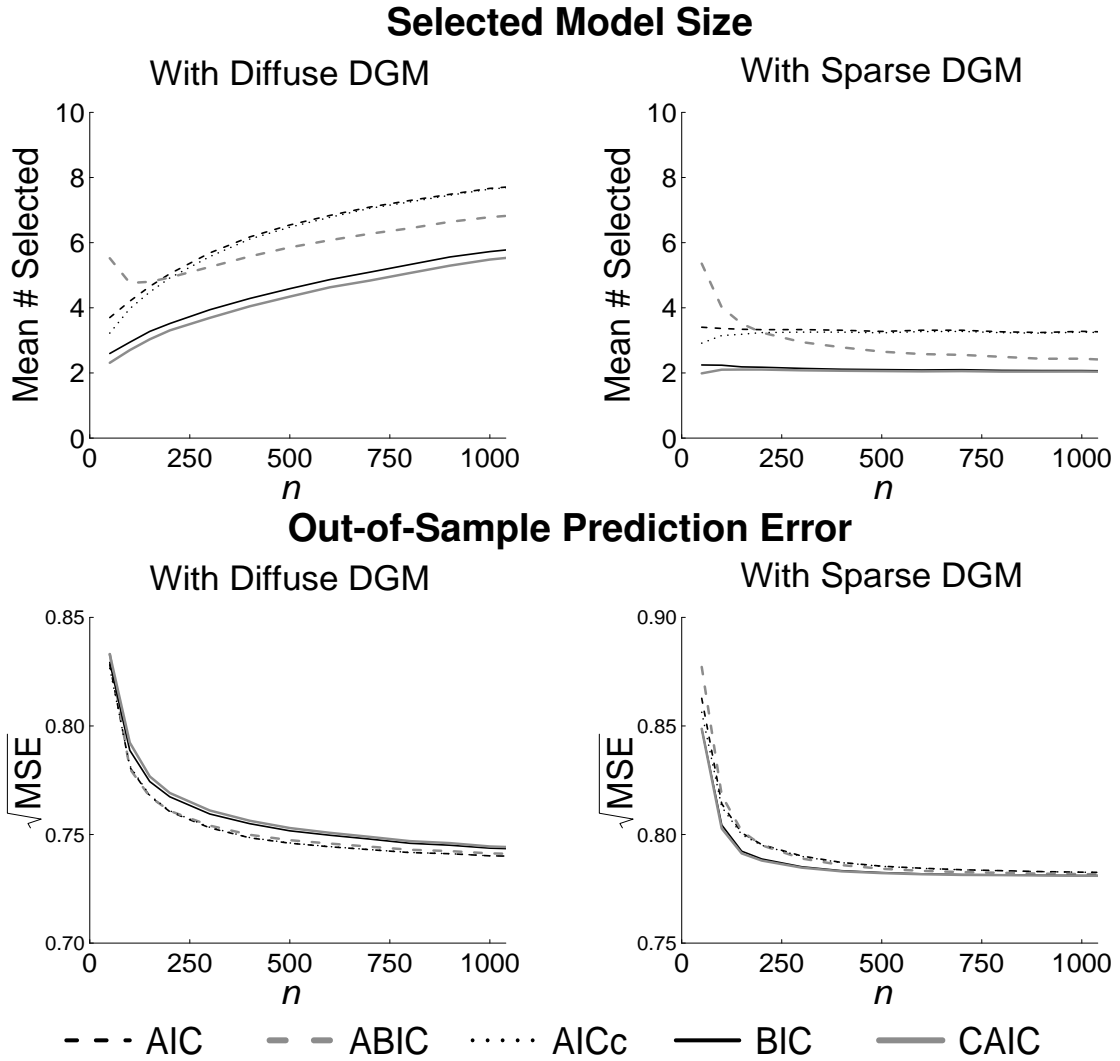 Selected Model Size
With Diffuse DGM
With Sparse DGM
Mean # Selected
10
8
6
4
2
0
0 250 500 750 1000
n
Mean # Selected
10
8
6
4
2
0
0 250 500 750 1000
n
Out-of-Sample Prediction Error
With Diffuse DGM
With Sparse DGM
√MSE
0.85
0.80
0.75
0.70
0 250 500 750 1000
n
√MSE
0.90
0.85
0.80
0.75
0 250 500 750 1000
n
AIC ABIC AICc BIC CAIC